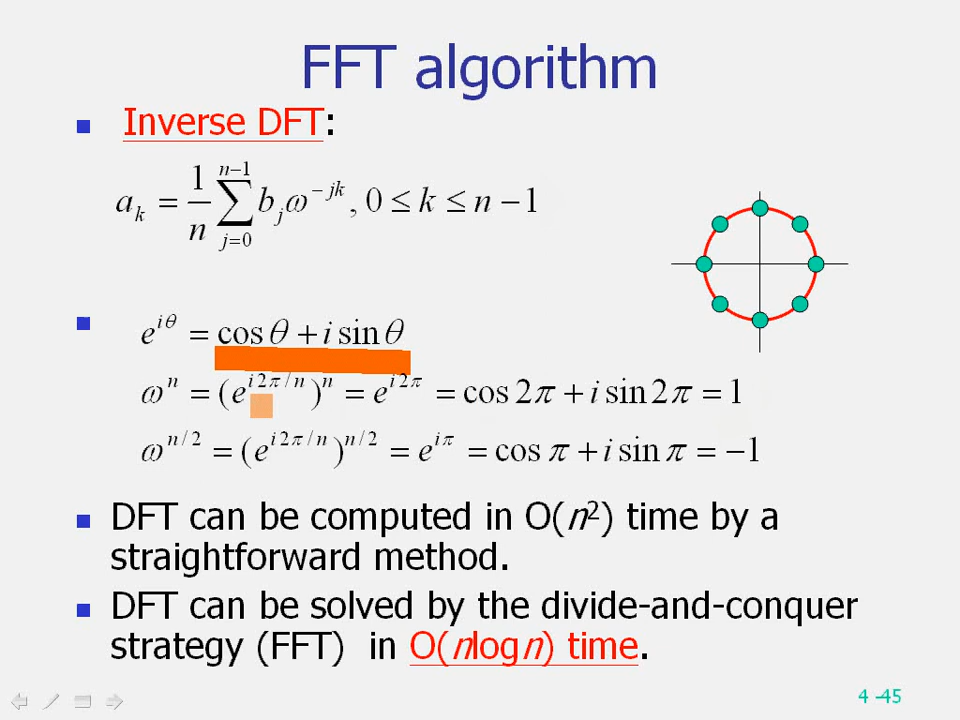 FFT algorithm
Inverse DFT:
a_k = 1/n ∑_{j=0}^{n−1} b_j ω^{−jk}, 0 ≤ k ≤ n − 1
e^{iθ} = cos θ + i sin θ
ω^n = (e^{i2π/n})^n = e^{i2π} = cos 2π + i sin 2π = 1
ω^{n/2} = (e^{i2π/n})^{n/2} = e^{iπ} = cos π + i sin π = −1
DFT can be computed in O(n²) time by a
straightforward method.
DFT can be solved by the divide-and-conquer
strategy (FFT) in O(nlogn) time.
4 -45